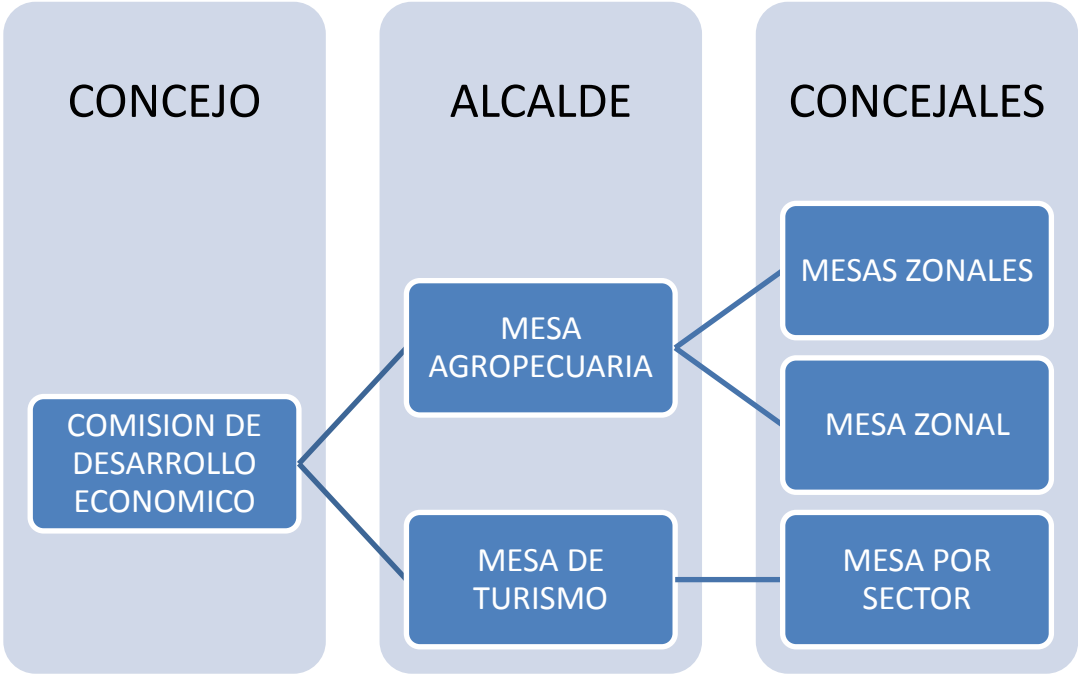 CONCEJO
ALCALDE
CONCEJALES
COMISION DE
DESARROLLO
ECONOMICO
MESA
AGROPECUARIA
MESA DE
TURISMO
MESAS ZONALES
MESA ZONAL
MESA POR
SECTOR